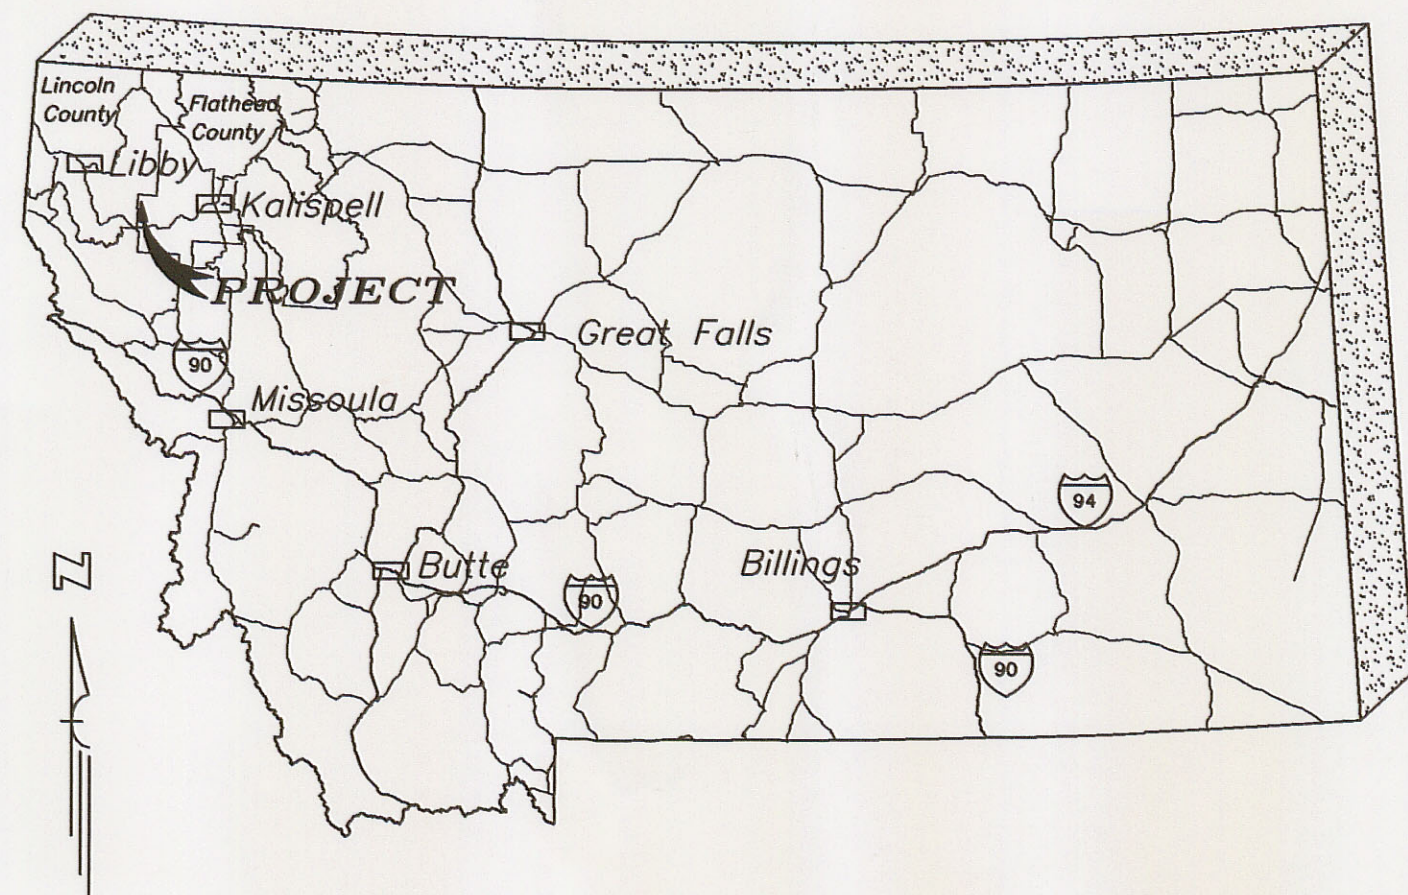 Lincoln
County
Flathead
County
Libby
Kalispell
PROJECT
Great Falls
90
Missoula
94
N
Butte
90
Billings
90